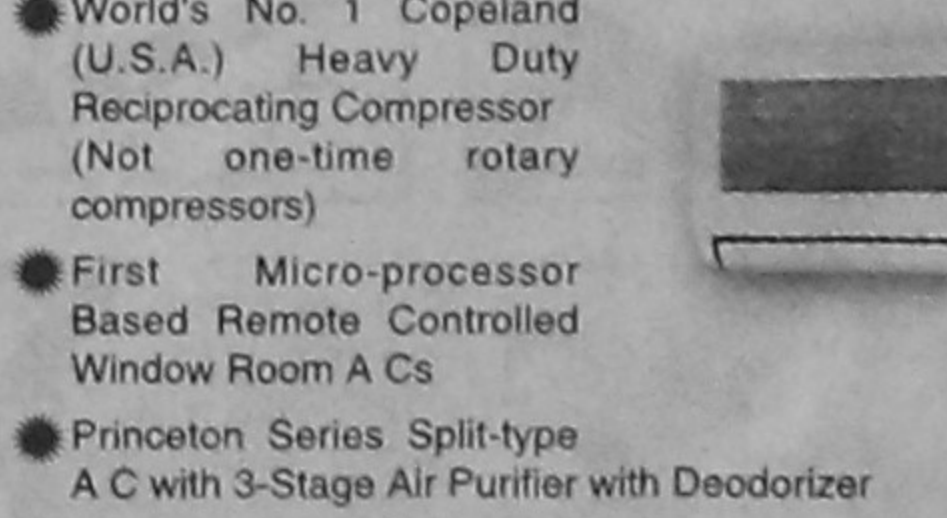 World's No. 1 Copeland
(U.S.A.) Heavy Duty
Reciprocating Compressor
(Not one-time rotary
compressors)
First Micro-processor
Based Remote Controlled
Window Room A Cs
Princeton Series Split-type
A C with 3-Stage Air Purifier with Deodorizer